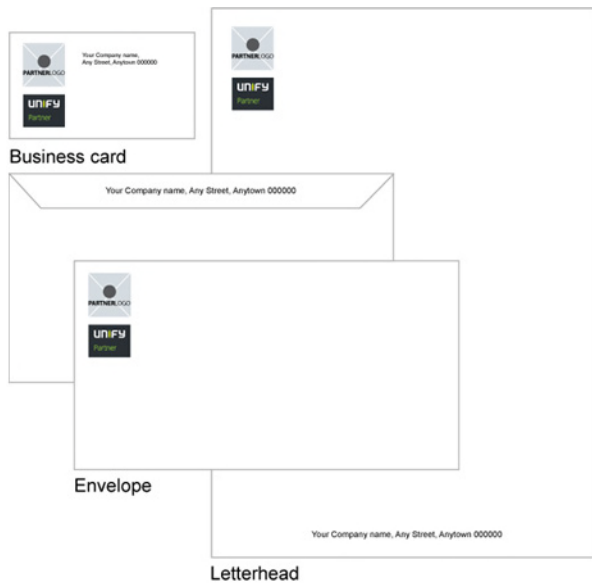 PARTNERLOGO
UNIFY
Partner
Your Company name,
Any Street, Anytown 000000
Business card
PARTNERLOGO
UNIFY
Partner
Your Company name, Any Street, Anytown 000000
PARTNERLOGO
UNIFY
Partner
Envelope
Your Company name, Any Street, Anytown 000000
Letterhead